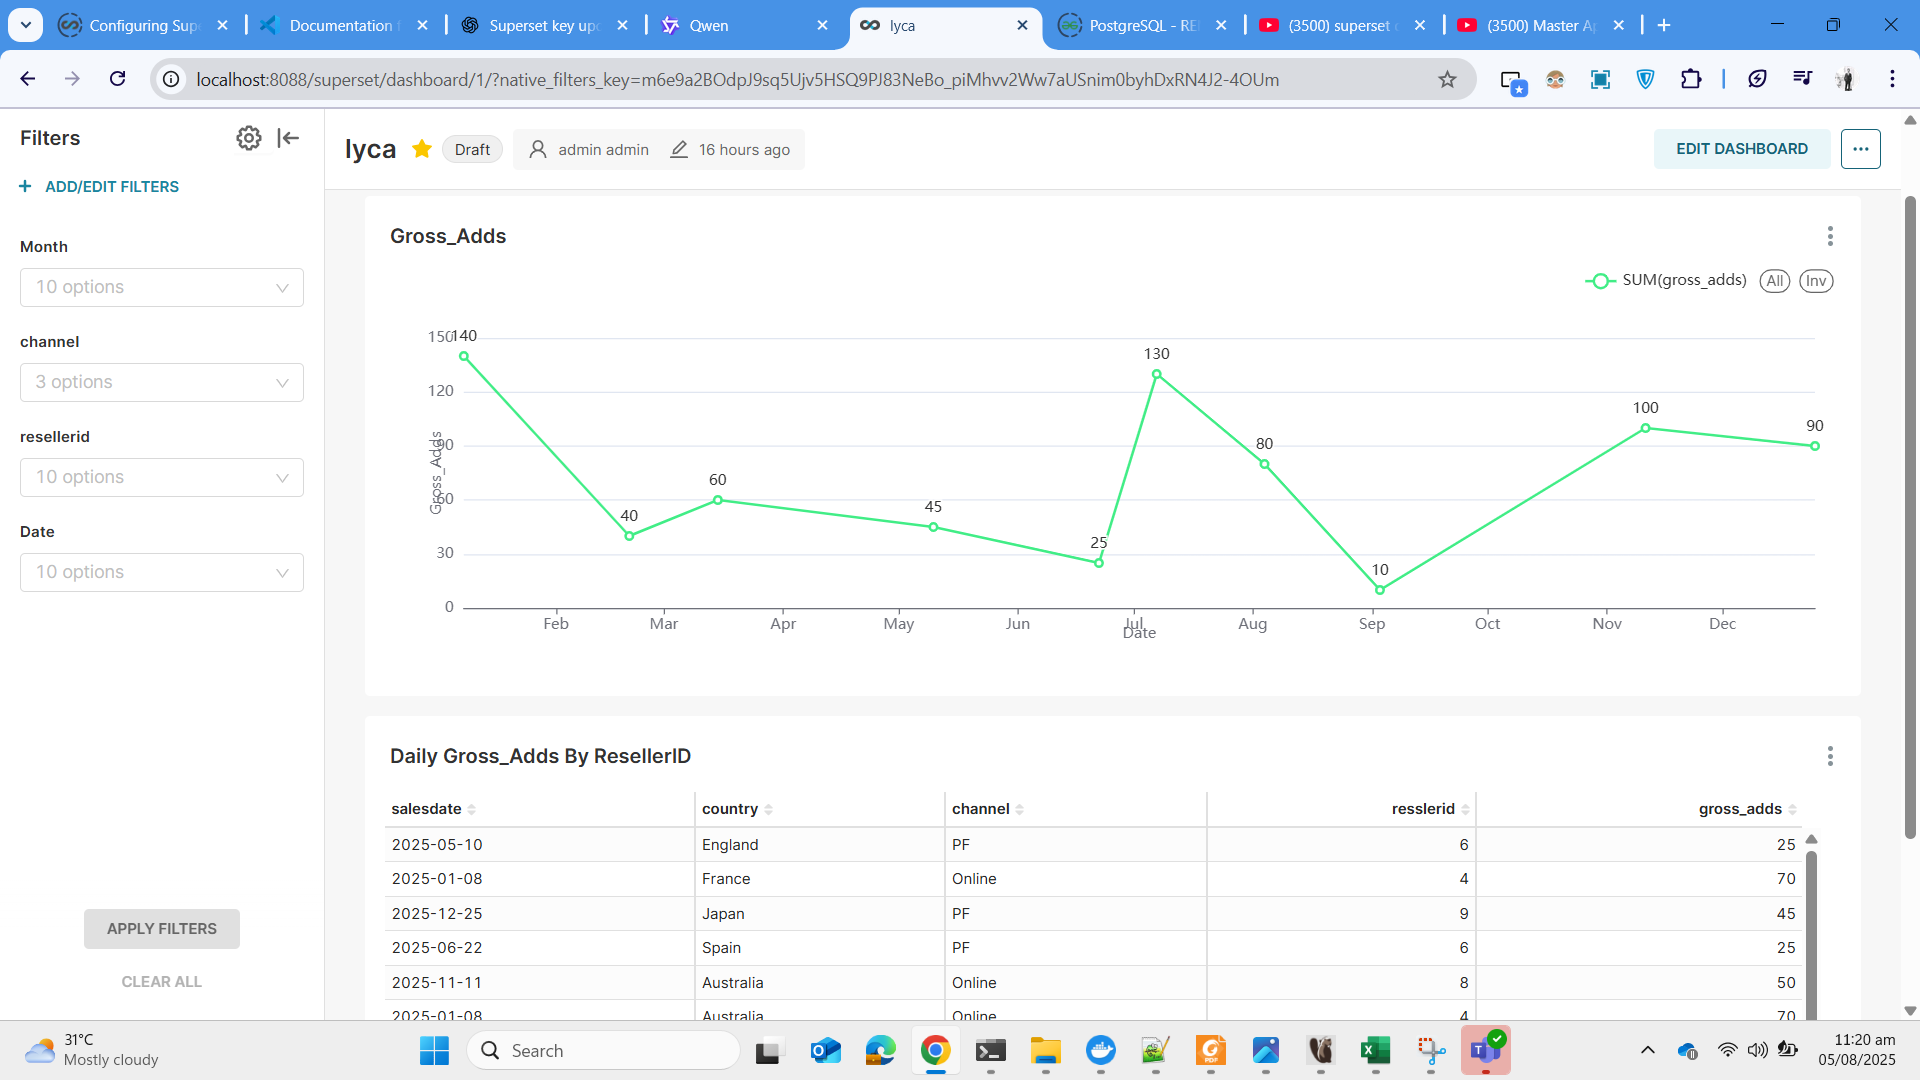 Configuring Sup
Documentation f
Superset key up
Qwen
lyca
PostgreSQL - RE
(3500) superset c
(3500) Master Ap
localhost:8088/superset/dashboard/1/?native_filters_key=m6e9a2BOdpJ9sq5Ujv5HSQ9PJ83NeBo_piMhvv2Ww7aUSnim0byhDxRN4J2-4OUm
Filters
+ ADD/EDIT FILTERS
Month
10 options
channel
3 options
resellerid
10 options
Date
10 options
APPLY FILTERS
CLEAR ALL
lyca
Draft
admin admin
16 hours ago
EDIT DASHBOARD
...
Gross_Adds
SUM(gross_adds) All Inv
150
120
90
60
30
0
Gross_Adds
140
40
60
45
25
130
80
10
100
90
Feb Mar Apr May Jun Jul Aug Sep Oct Nov Dec
Date
Daily Gross_Adds By ResellerID
salesdate country channel resslerid gross_adds
2025-05-10 England PF 6 25
2025-01-08 France Online 4 70
2025-12-25 Japan PF 9 45
2025-06-22 Spain PF 6 25
2025-11-11 Australia Online 8 50
2025-01-08 Australia Online 4 70
31°C
Mostly cloudy
Search
11:20 am
05/08/2025